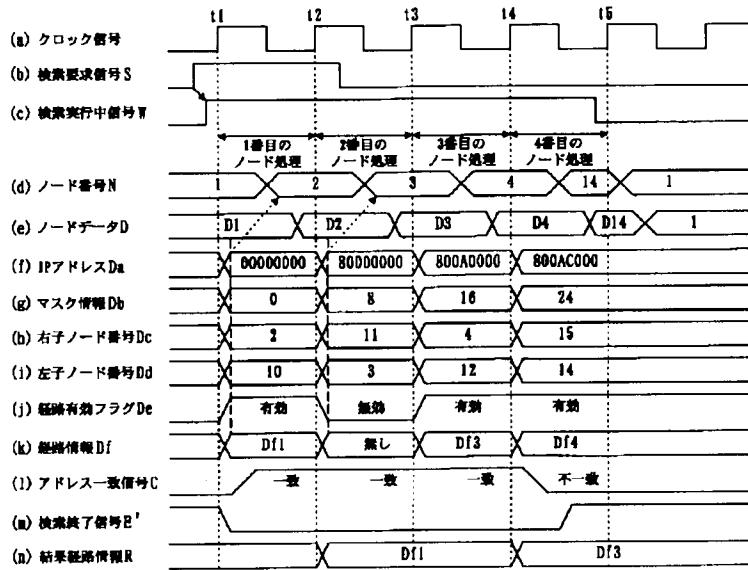 t1 t2 t3 t4 t5
(a) クロック信号
(b) 検索要求信号S
(c) 検索実行中信号W
1番目のノード処理 2番目のノード処理 3番目のノード処理 4番目のノード処理
(d) ノード番号N 1 2 3 4 14 1
(e) ノードデータD D1 D2 D3 D4 D14 1
(f) IPアドレスDa 00000000 80000000 800A0000 800AC000
(g) マスク情報Db 0 8 16 24
(h) 右子ノード番号Dc 2 11 4 15
(i) 左子ノード番号Dd 10 3 12 14
(j) 経路有効フラグDe 有効 無効 有効 有効
(k) 経路情報Df Df1 無し Df3 Df4
(l) アドレス一致信号C 一致 一致 一致 不一致
(m) 検索終了信号E'
(n) 結果経路情報R Df1 Df3